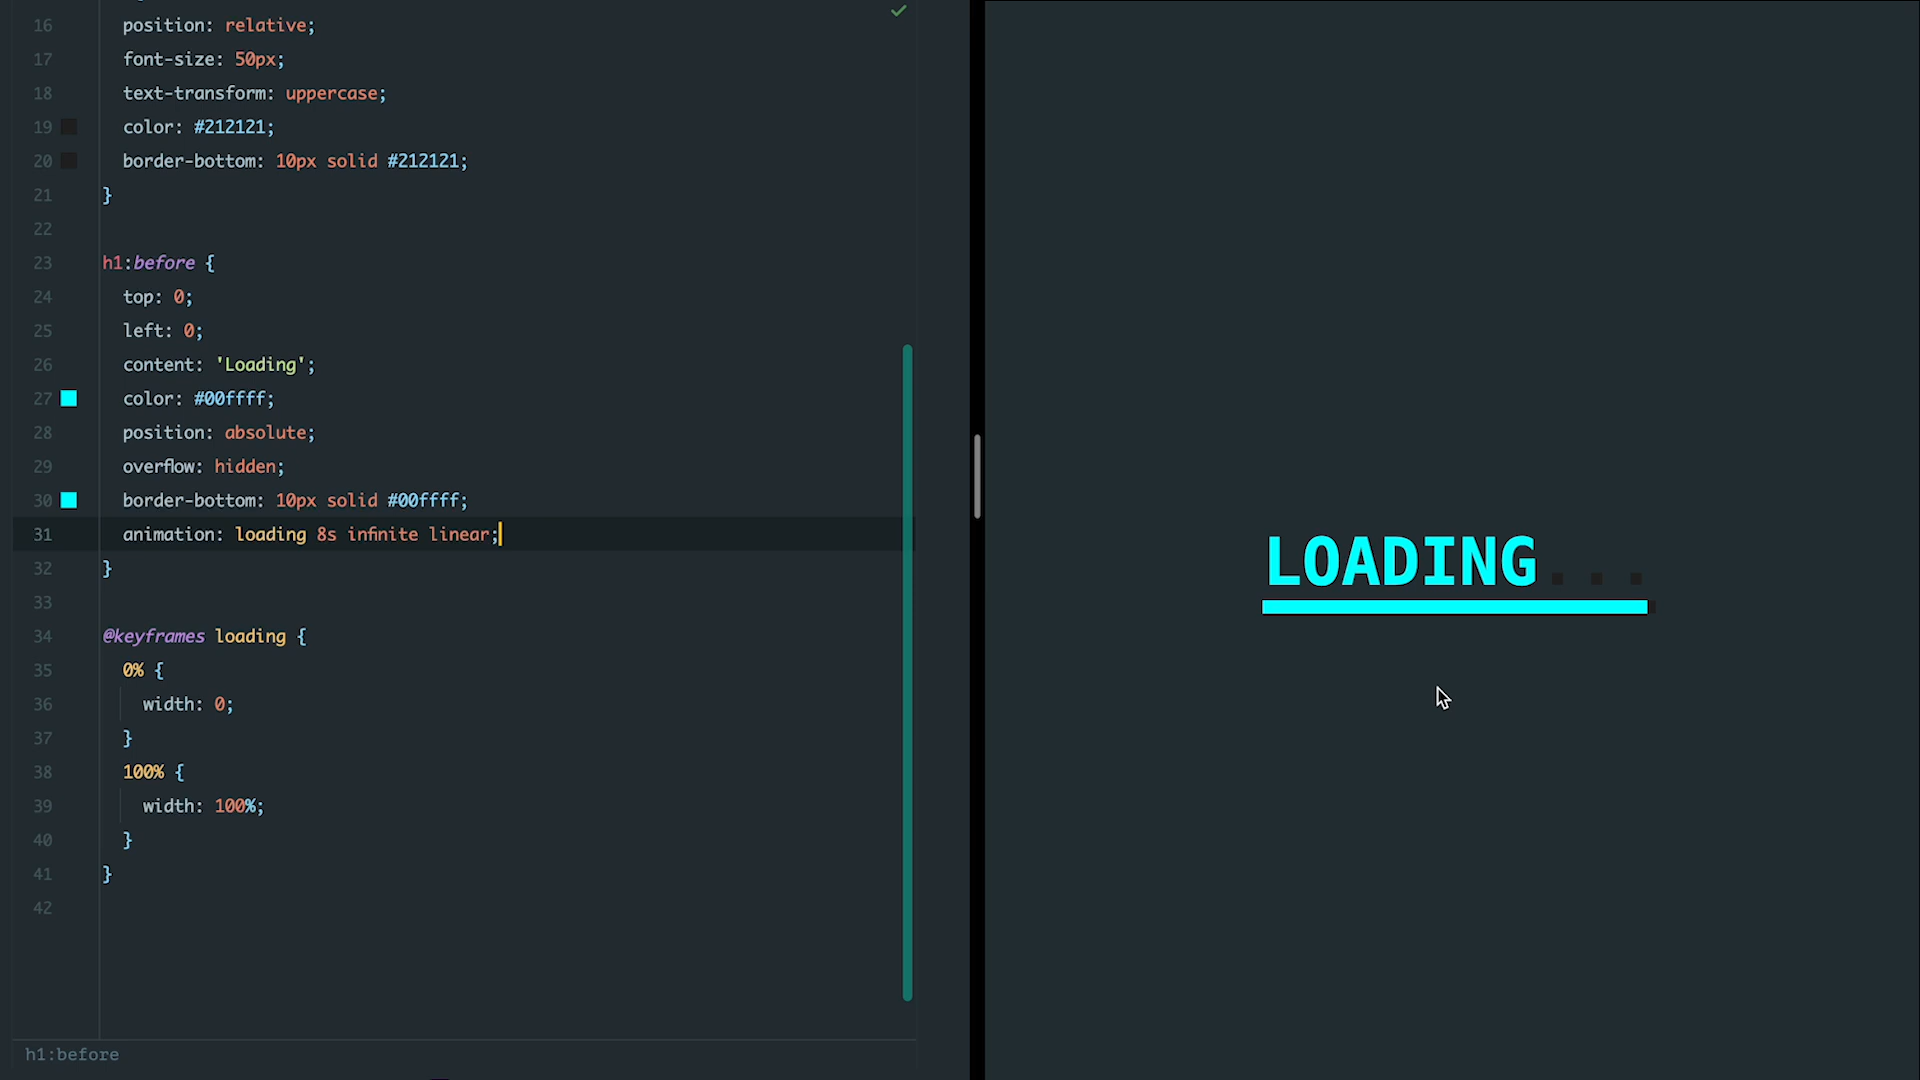 16 position: relative;
17 font-size: 50px;
18 text-transform: uppercase;
19 color: #212121;
20 border-bottom: 10px solid #212121;
21 }
22
23 h1:before {
24 top: 0;
25 left: 0;
26 content: 'Loading';
27 color: #00ffff;
28 position: absolute;
29 overflow: hidden;
30 border-bottom: 10px solid #00ffff;
31 animation: loading 8s infinite linear;
32 }
33
34 @keyframes loading {
35 0% {
36 width: 0;
37 }
38 100% {
39 width: 100%;
40 }
41 }
42
h1:before
LOADING...